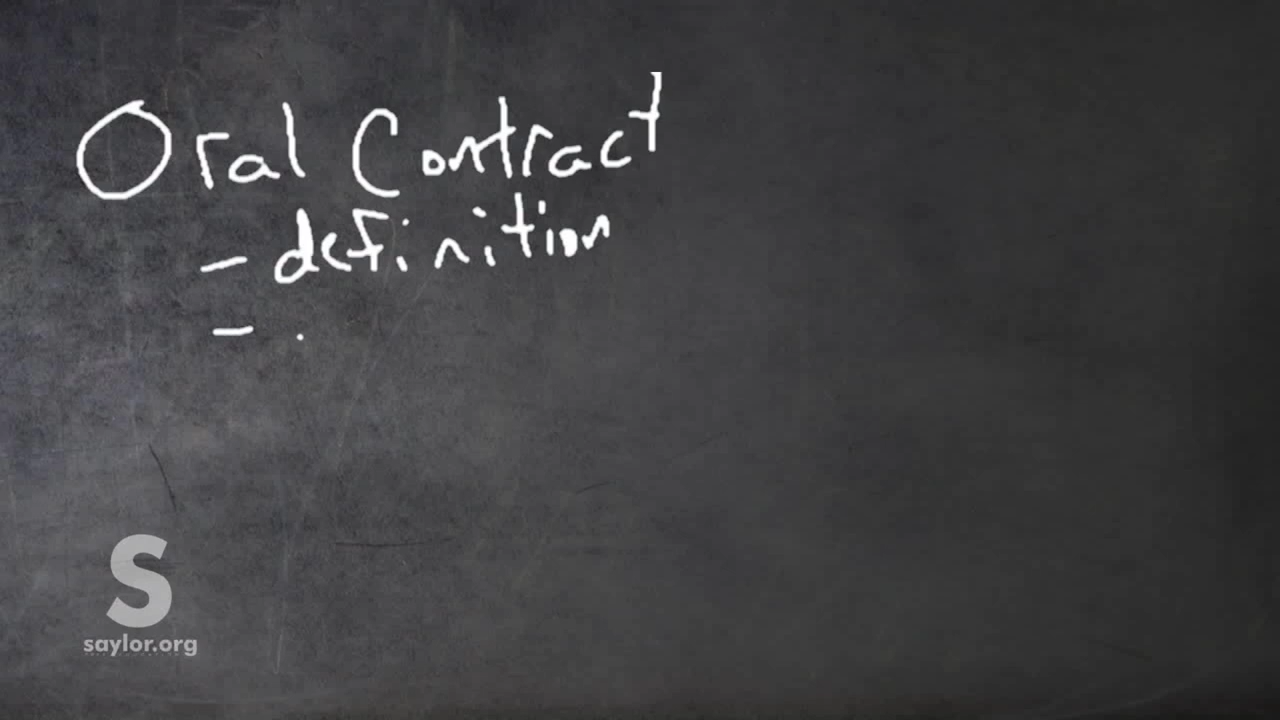 Oral Contract
- definition
- .
S
saylor.org